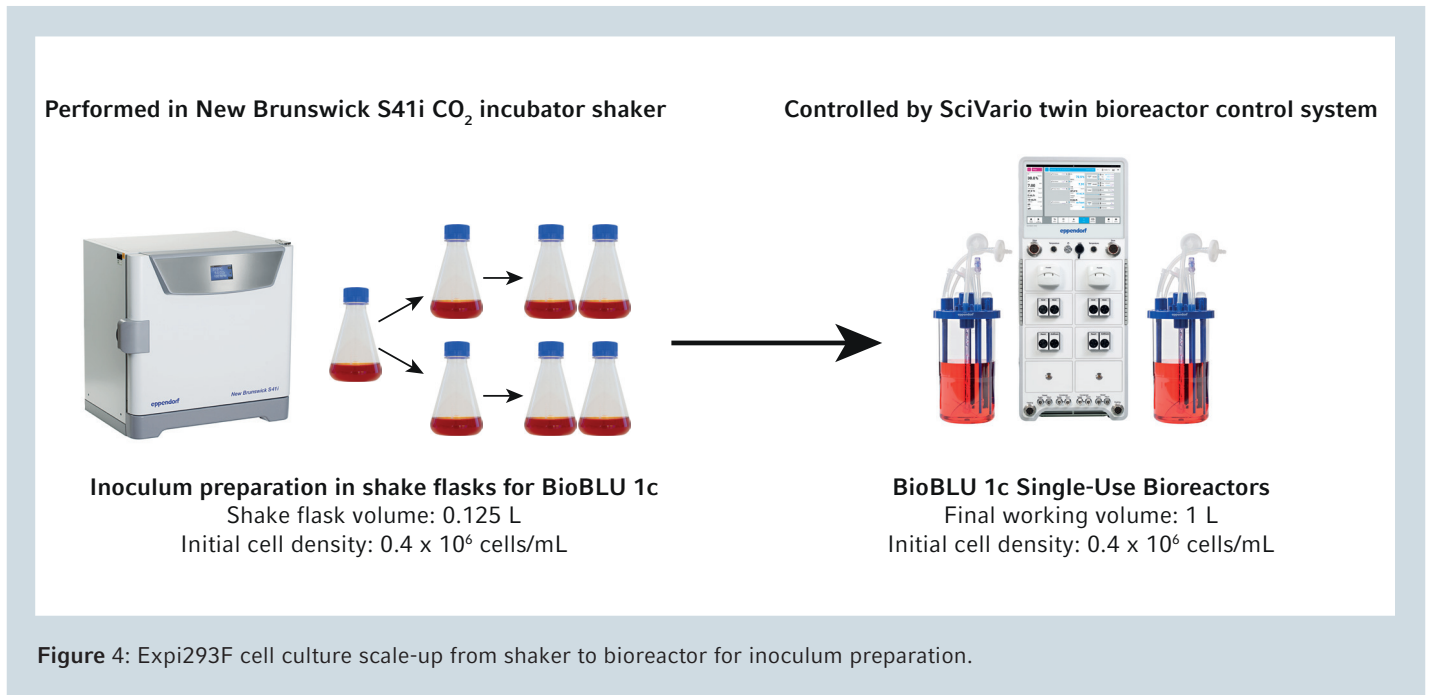 Performed in New Brunswick S41i CO₂ incubator shaker
Controlled by SciVario twin bioreactor control system
eppendorf
New Brunswick S41i
eppendorf
Inoculum preparation in shake flasks for BioBLU 1c
Shake flask volume: 0.125 L
Initial cell density: 0.4 x 10⁶ cells/mL
BioBLU 1c Single-Use Bioreactors
Final working volume: 1 L
Initial cell density: 0.4 x 10⁶ cells/mL
Figure 4: Expi293F cell culture scale-up from shaker to bioreactor for inoculum preparation.